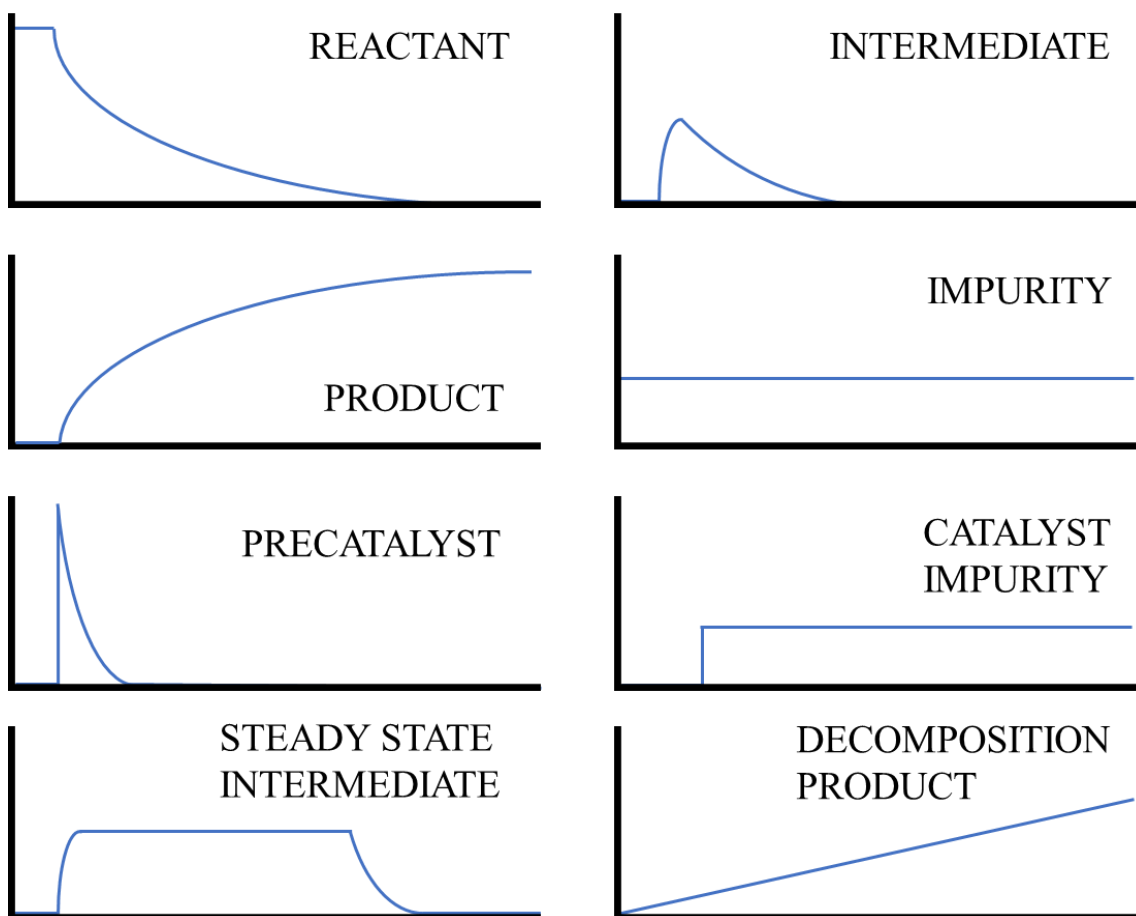 REACTANT
INTERMEDIATE
PRODUCT
IMPURITY
PRECATALYST
CATALYST
IMPURITY
STEADY STATE
INTERMEDIATE
DECOMPOSITION
PRODUCT